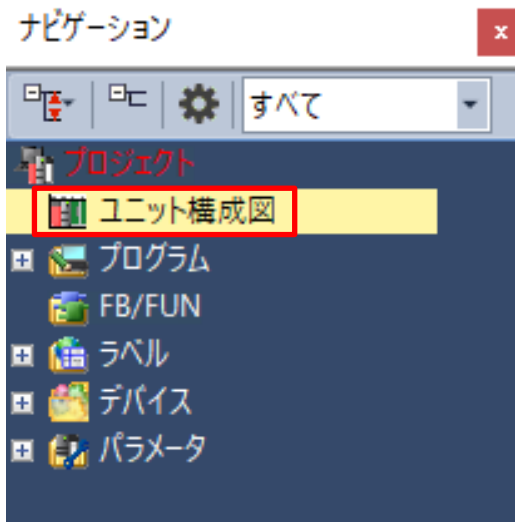 ナビゲーション
すべて
プロジェクト
ユニット構成図
プログラム
FB/FUN
ラベル
デバイス
パラメータ